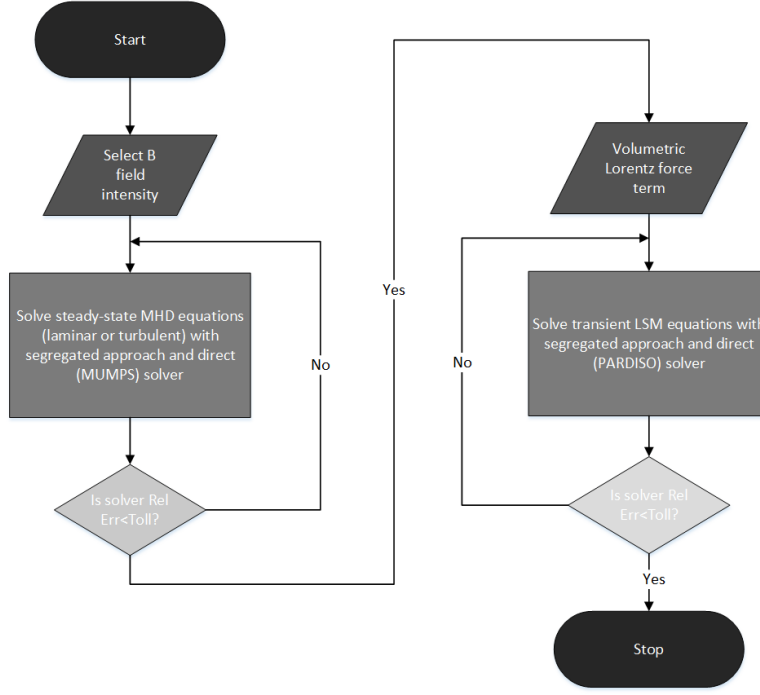 Start
Select B
field
intensity
Solve steady-state MHD equations
(laminar or turbulent) with
segregated approach and direct
(MUMPS) solver
No
Is solver Rel
Err<Toll?
Yes
Volumetric
Lorentz force
term
Solve transient LSM equations with
segregated approach and direct
(PARDISO) solver
No
Is solver Rel
Err<Toll?
Yes
Stop